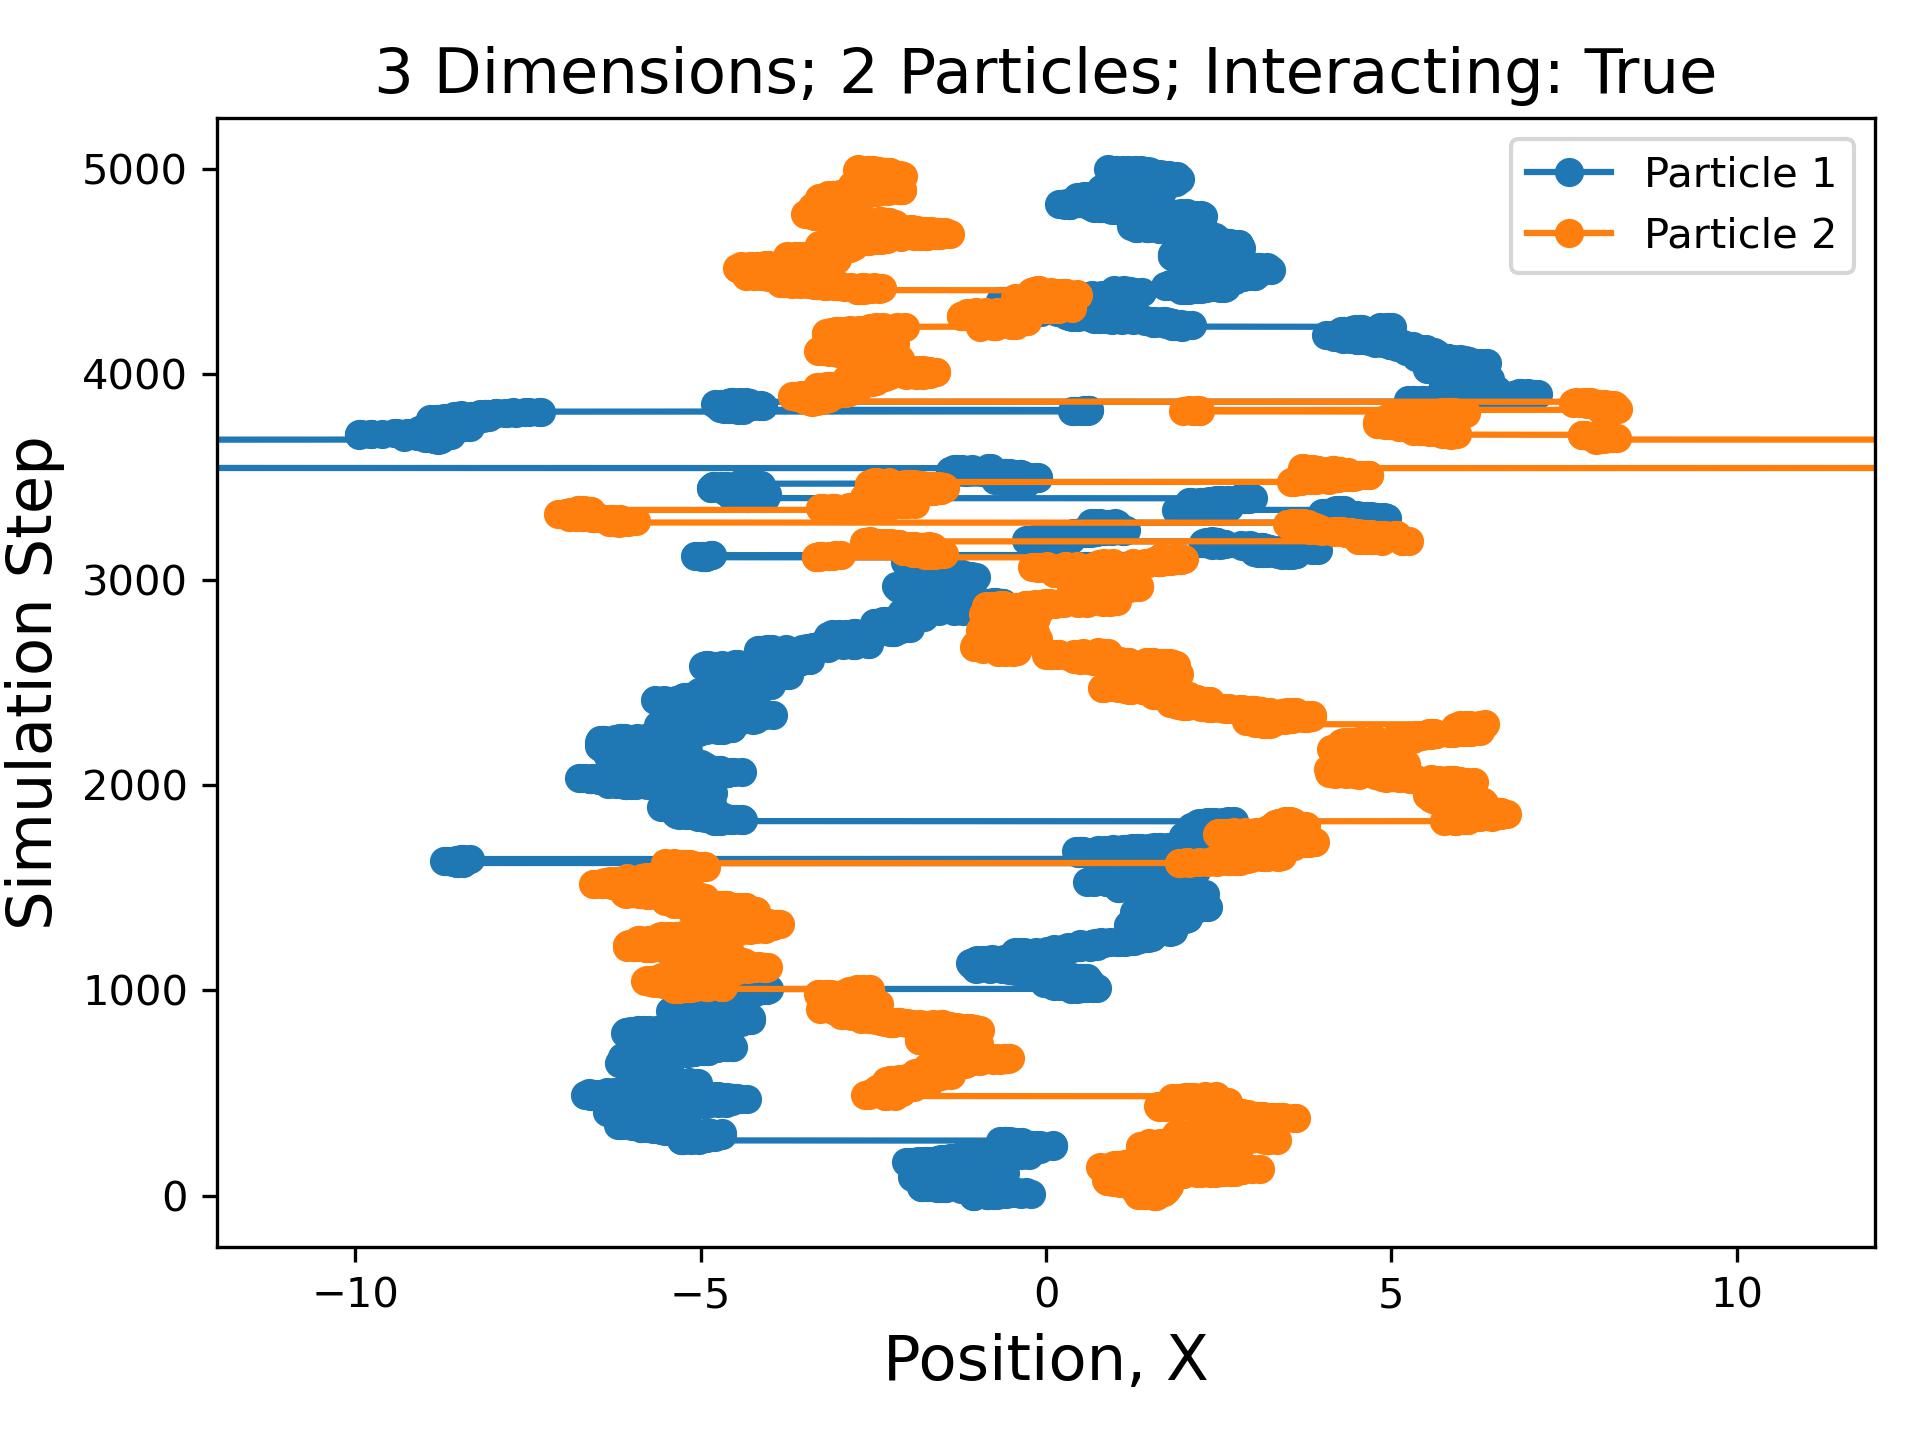 3 Dimensions; 2 Particles; Interacting: True
Particle 1
Particle 2
5000
4000
3000
2000
1000
0
Simulation Step
−10
−5
0
5
10
Position, X